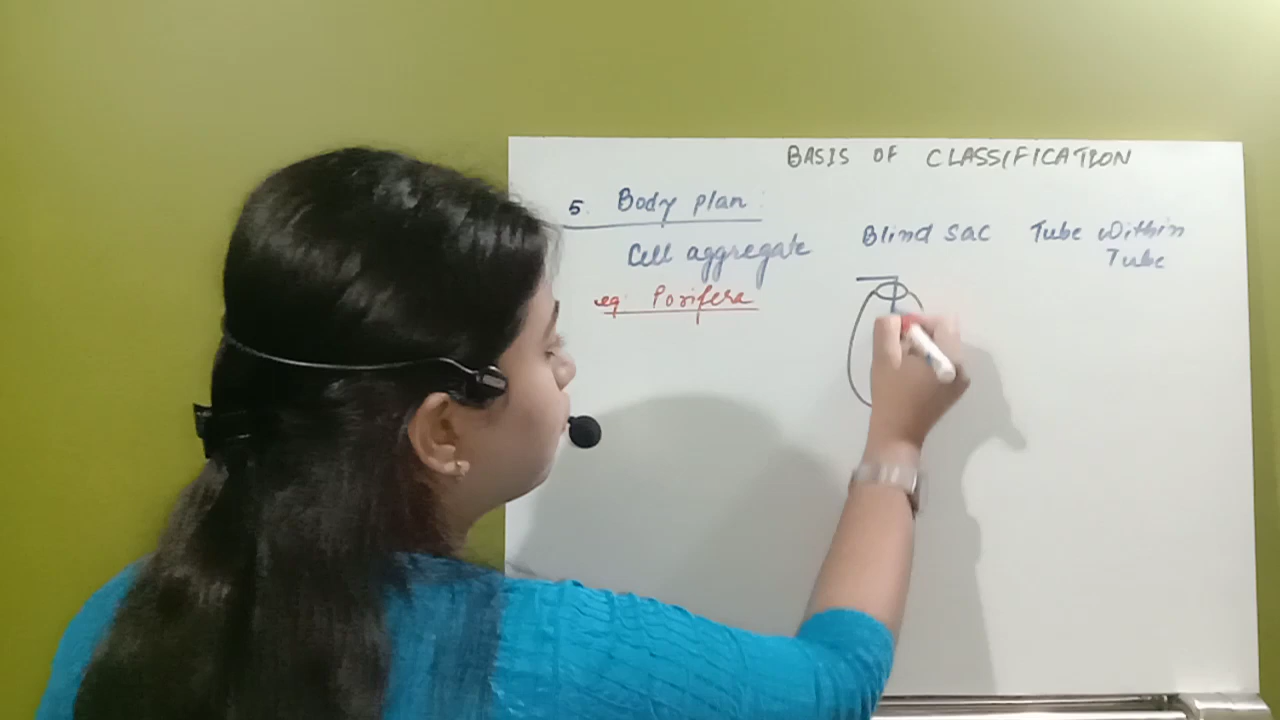 BASIS OF CLASSIFICATION
5. Body plan :
Cell aggregate
Blind sac
Tube Within
Tube
eg: Porifera